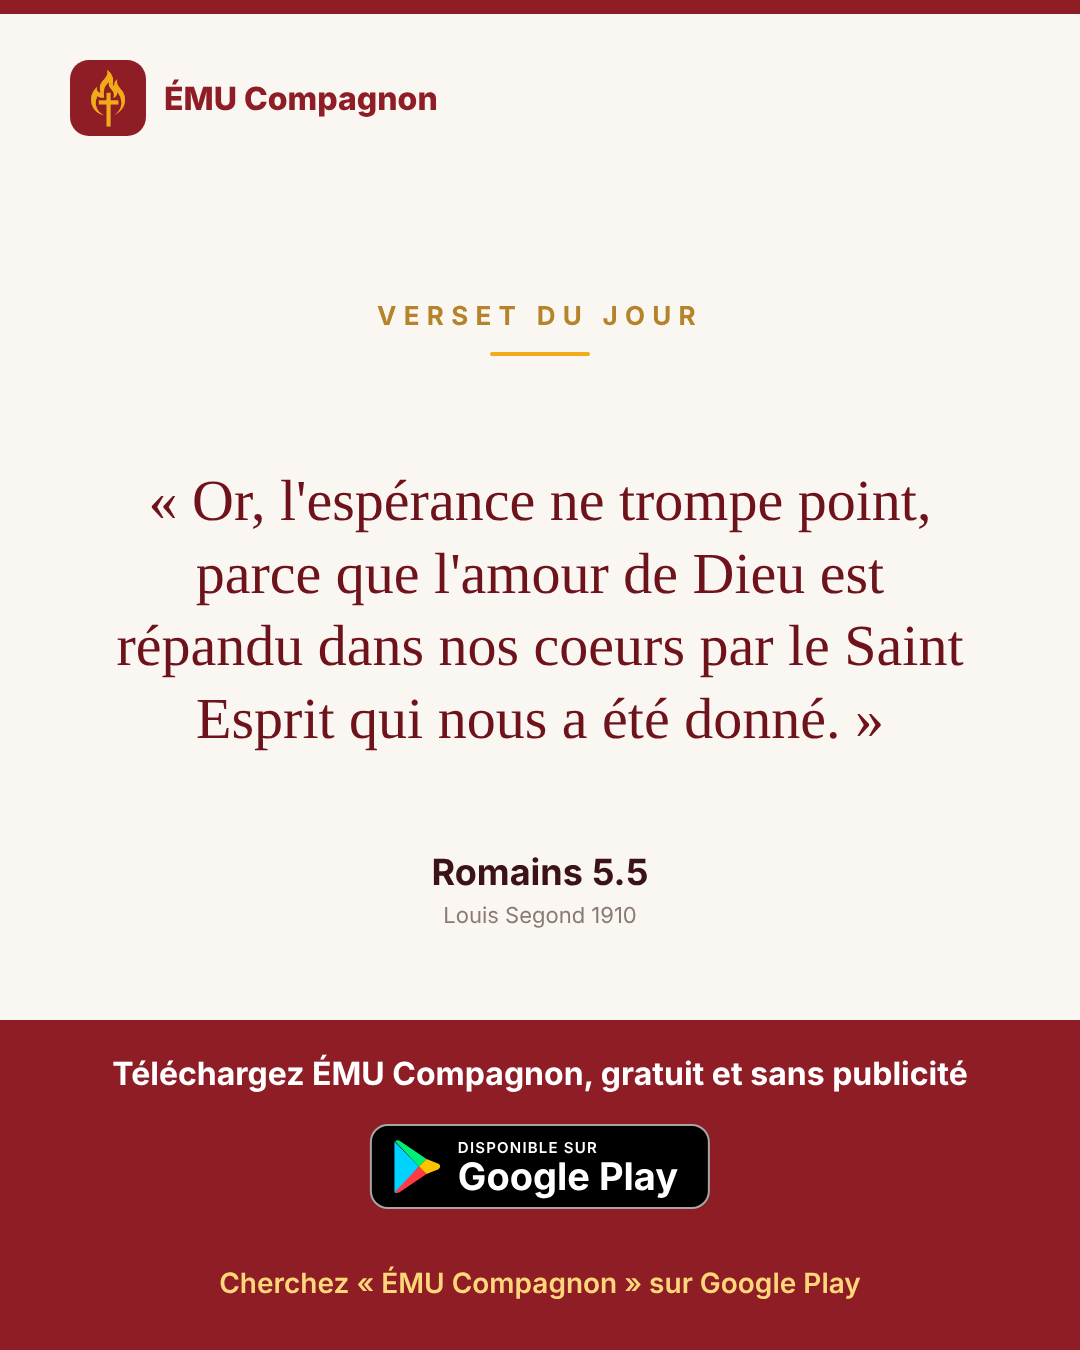 ÉMU Compagnon
VERSET DU JOUR
« Or, l'espérance ne trompe point,
parce que l'amour de Dieu est
répandu dans nos coeurs par le Saint
Esprit qui nous a été donné. »
Romains 5.5
Louis Segond 1910
Téléchargez ÉMU Compagnon, gratuit et sans publicité
DISPONIBLE SUR
Google Play
Cherchez « ÉMU Compagnon » sur Google Play